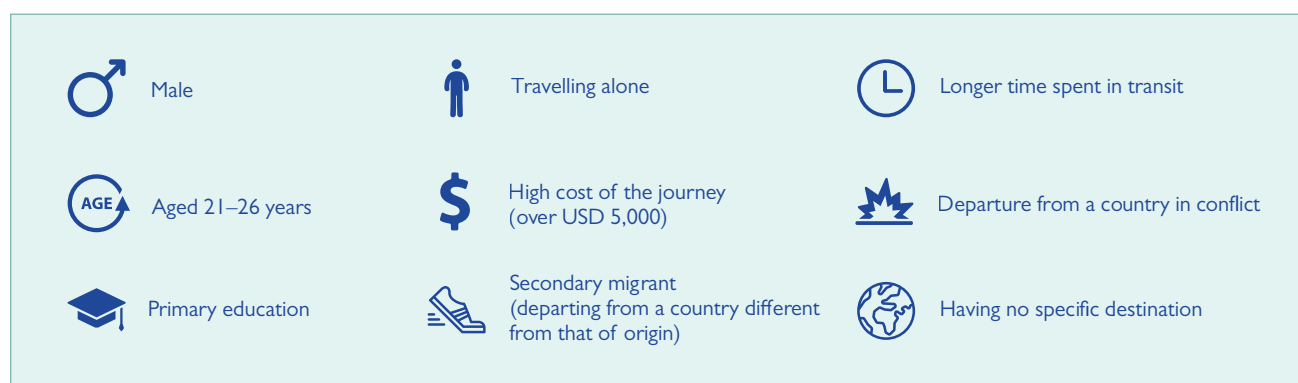 Male
Travelling alone
Longer time spent in transit
AGE
Aged 21–26 years
$
High cost of the journey
(over USD 5,000)
Departure from a country in conflict
Primary education
Secondary migrant
(departing from a country different
from that of origin)
Having no specific destination